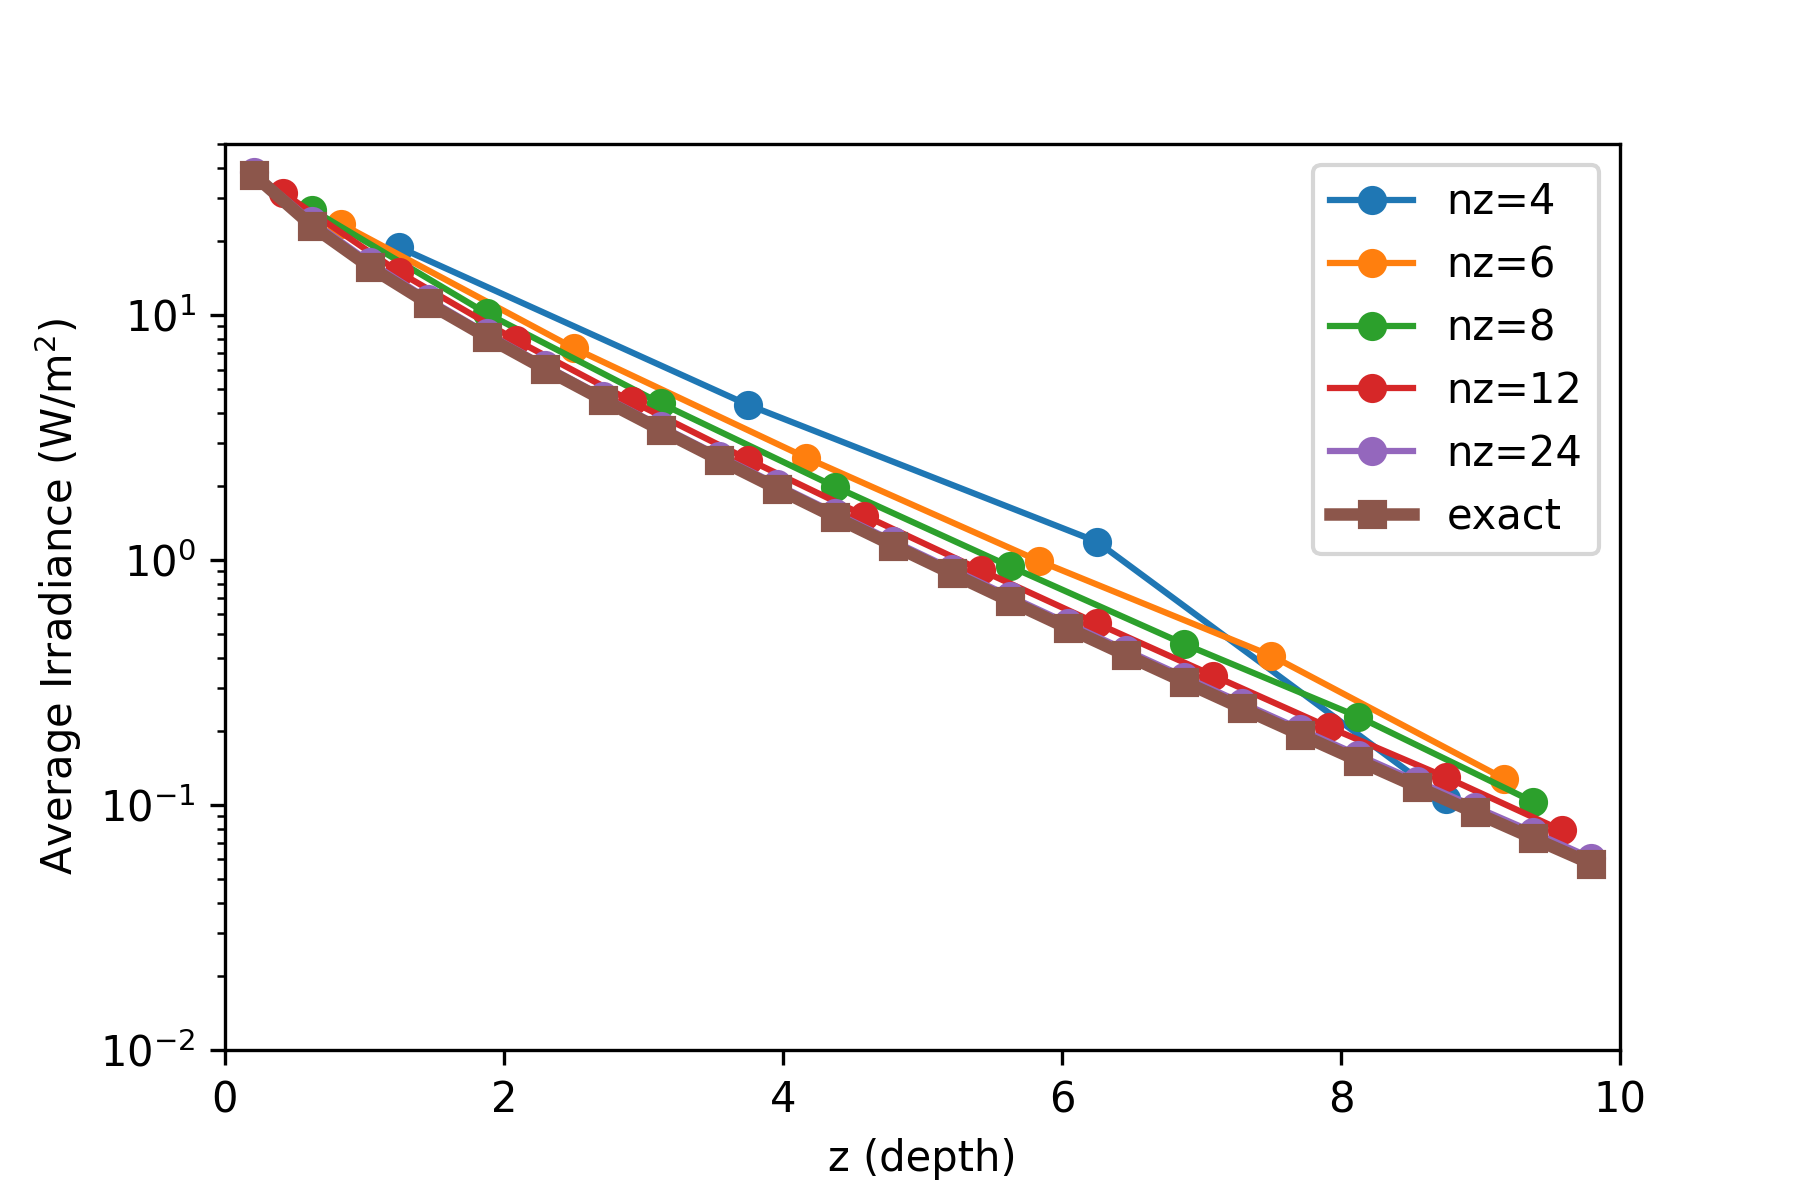 nz=4
nz=6
nz=8
nz=12
nz=24
exact
Average Irradiance (W/m²)
10¹
10⁰
10⁻¹
10⁻²
0 2 4 6 8 10
z (depth)